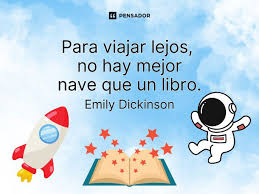 PENSADOR
Para viajar lejos,
no hay mejor
nave que un libro.
Emily Dickinson